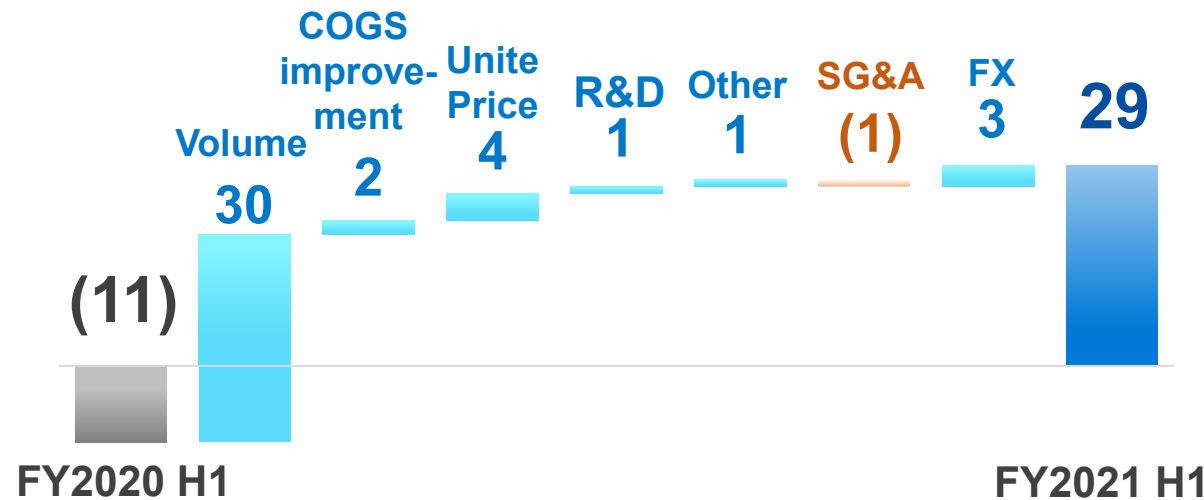 (11)
FY2020 H1
Volume
30
COGS
improve-
ment
2
Unite
Price
4
R&D
1
Other
1
SG&A
(1)
FX
3
29
FY2021 H1